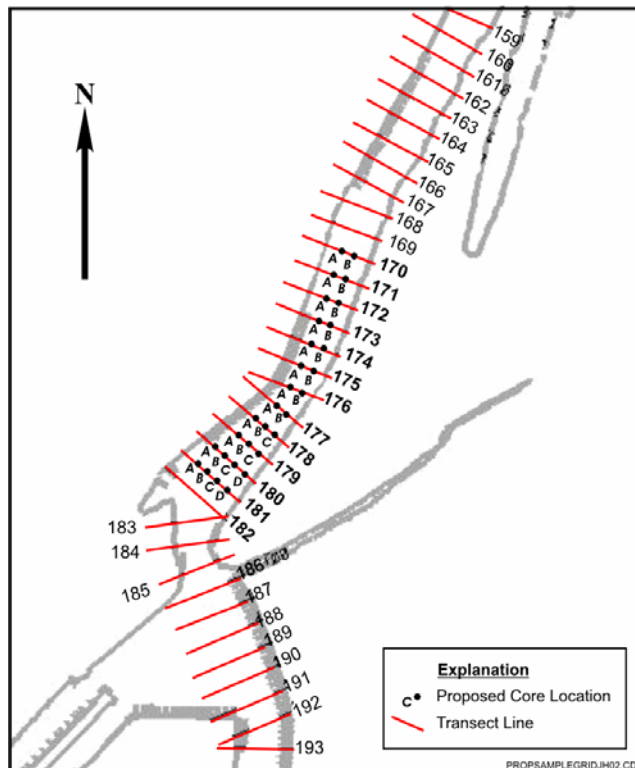 159
160
N
162
163
164
165
166
167
168
169
170
A B
171
A B
172
A B
173
A B
174
A B
175
A B
176
A B
177
A B
178
A B C
179
A B C
180
A B C D
181
A B C D
182
183
184
185
186
187
188
189
190
191
192
193
Explanation
C Proposed Core Location
Transect Line
PROPSAMPLEGRIDJH02.CD